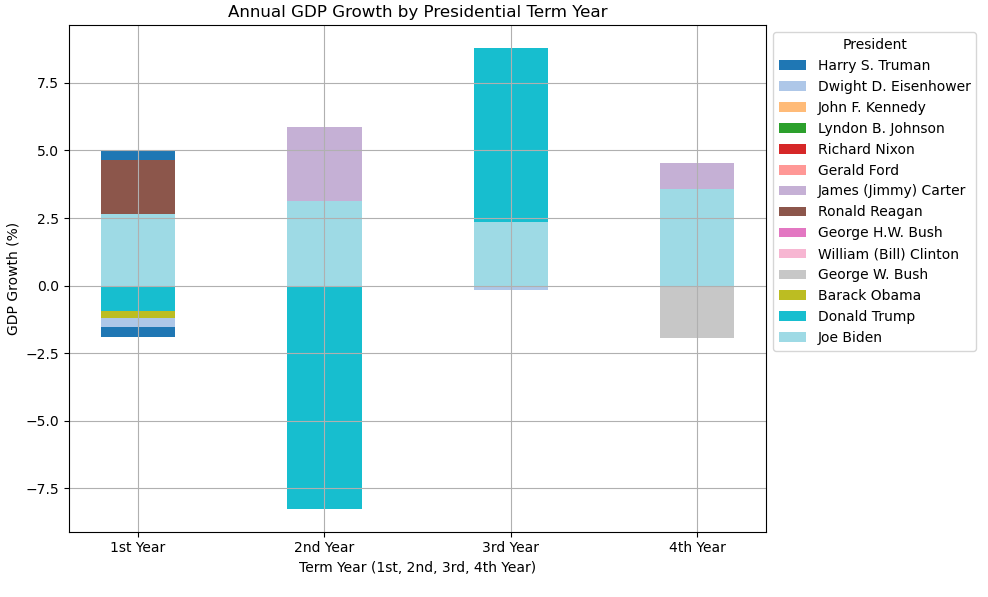 Annual GDP Growth by Presidential Term Year
GDP Growth (%)
7.5
5.0
2.5
0.0
−2.5
−5.0
−7.5
1st Year
2nd Year
3rd Year
4th Year
Term Year (1st, 2nd, 3rd, 4th Year)
President
Harry S. Truman
Dwight D. Eisenhower
John F. Kennedy
Lyndon B. Johnson
Richard Nixon
Gerald Ford
James (Jimmy) Carter
Ronald Reagan
George H.W. Bush
William (Bill) Clinton
George W. Bush
Barack Obama
Donald Trump
Joe Biden